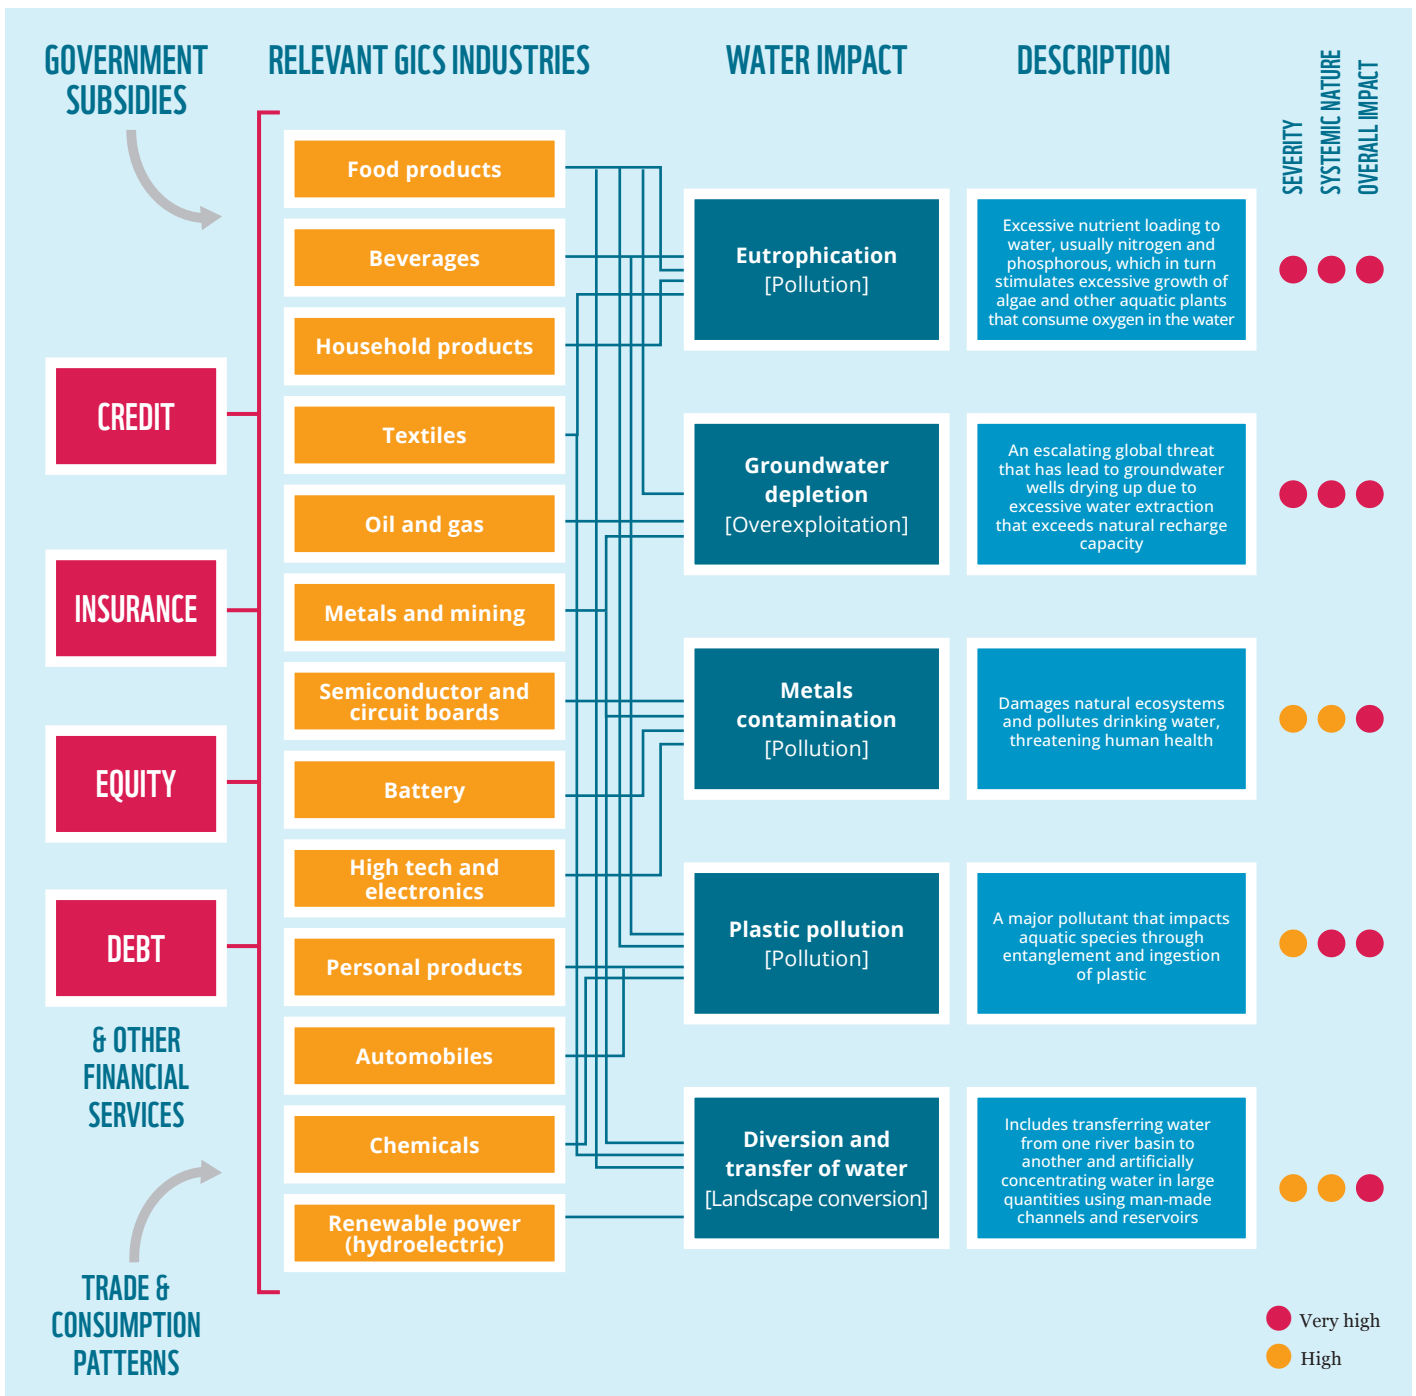 GOVERNMENT
SUBSIDIES
RELEVANT GICS INDUSTRIES
WATER IMPACT
DESCRIPTION
SEVERITY
SYSTEMIC NATURE
OVERALL IMPACT
CREDIT
INSURANCE
EQUITY
DEBT
& OTHER
FINANCIAL
SERVICES
TRADE &
CONSUMPTION
PATTERNS
Food products
Beverages
Household products
Textiles
Oil and gas
Metals and mining
Semiconductor and
circuit boards
Battery
High tech and
electronics
Personal products
Automobiles
Chemicals
Renewable power
(hydroelectric)
Eutrophication
[Pollution]
Excessive nutrient loading to
water, usually nitrogen and
phosphorous, which in turn
stimulates excessive growth of
algae and other aquatic plants
that consume oxygen in the water
Groundwater
depletion
[Overexploitation]
An escalating global threat
that has lead to groundwater
wells drying up due to
excessive water extraction
that exceeds natural recharge
capacity
Metals
contamination
[Pollution]
Damages natural ecosystems
and pollutes drinking water,
threatening human health
Plastic pollution
[Pollution]
A major pollutant that impacts
aquatic species through
entanglement and ingestion
of plastic
Diversion and
transfer of water
[Landscape conversion]
Includes transferring water
from one river basin to
another and artificially
concentrating water in large
quantities using man-made
channels and reservoirs
Very high
High